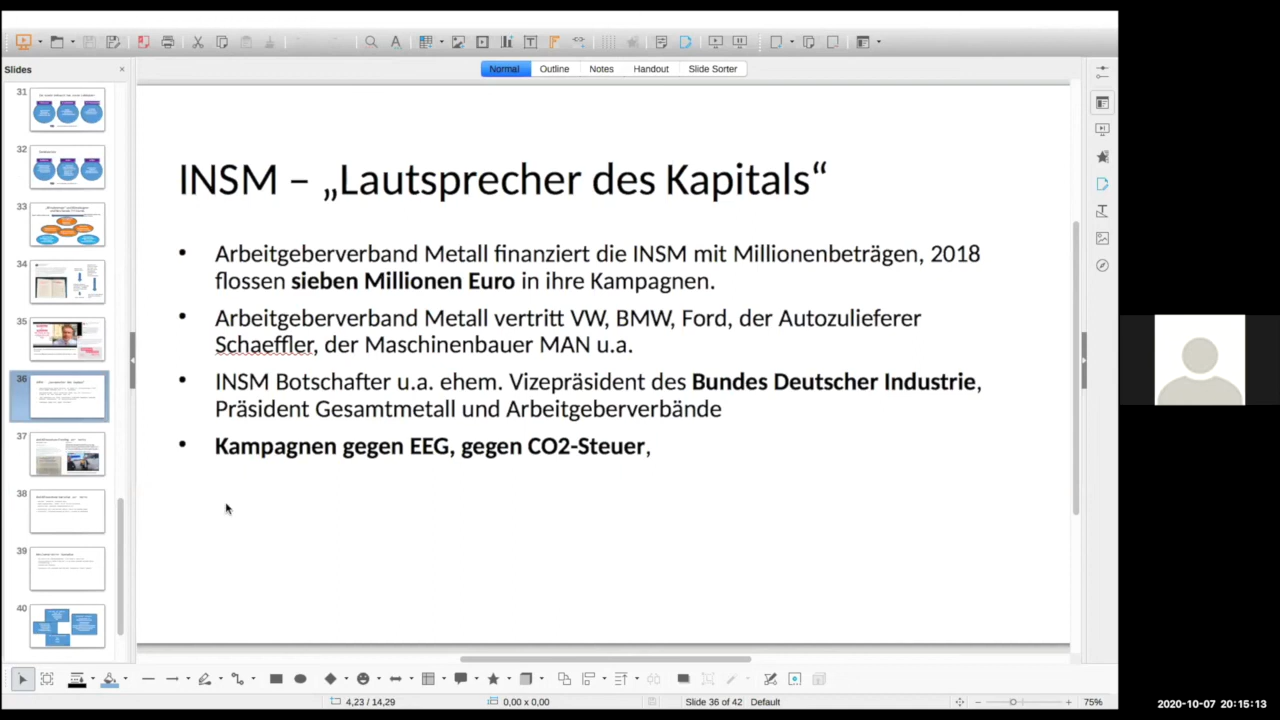 Slides
Normal
Outline
Notes
Handout
Slide Sorter
31
32
33
34
35
36
37
38
39
40
INSM – „Lautsprecher des Kapitals“
• Arbeitgeberverband Metall finanziert die INSM mit Millionenbeträgen, 2018
flossen sieben Millionen Euro in ihre Kampagnen.
• Arbeitgeberverband Metall vertritt VW, BMW, Ford, der Autozulieferer
Schaeffler, der Maschinenbauer MAN u.a.
• INSM Botschafter u.a. ehem. Vizepräsident des Bundes Deutscher Industrie,
Präsident Gesamtmetall und Arbeitgeberverbände
• Kampagnen gegen EEG, gegen CO2-Steuer,
4,23 / 14,29
0,00 x 0,00
Slide 36 of 42
Default
75%
2020-10-07 20:15:13